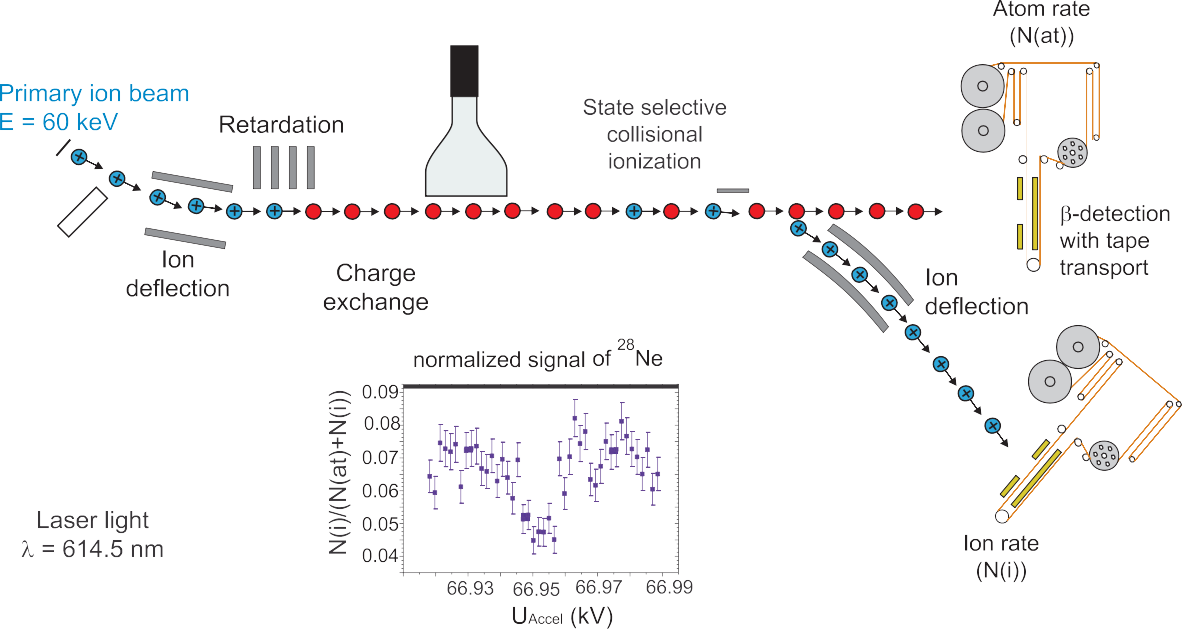 Atom rate
(N(at))
Primary ion beam
E = 60 keV
Retardation
State selective
collisional
ionization
β-detection
with tape
transport
Ion
deflection
Charge
exchange
Ion
deflection
normalized signal of ²⁸Ne
N(i)/(N(at)+N(i))
0.09
0.08
0.07
0.06
0.05
0.04
66.93 66.95 66.97 66.99
UAccel (kV)
Laser light
λ = 614.5 nm
Ion rate
(N(i))